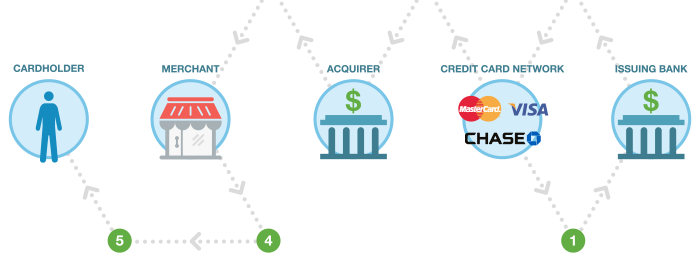 CARDHOLDER
MERCHANT
ACQUIRER
CREDIT CARD NETWORK
ISSUING BANK
$
MasterCard.
VISA
$
CHASE
5
4
1